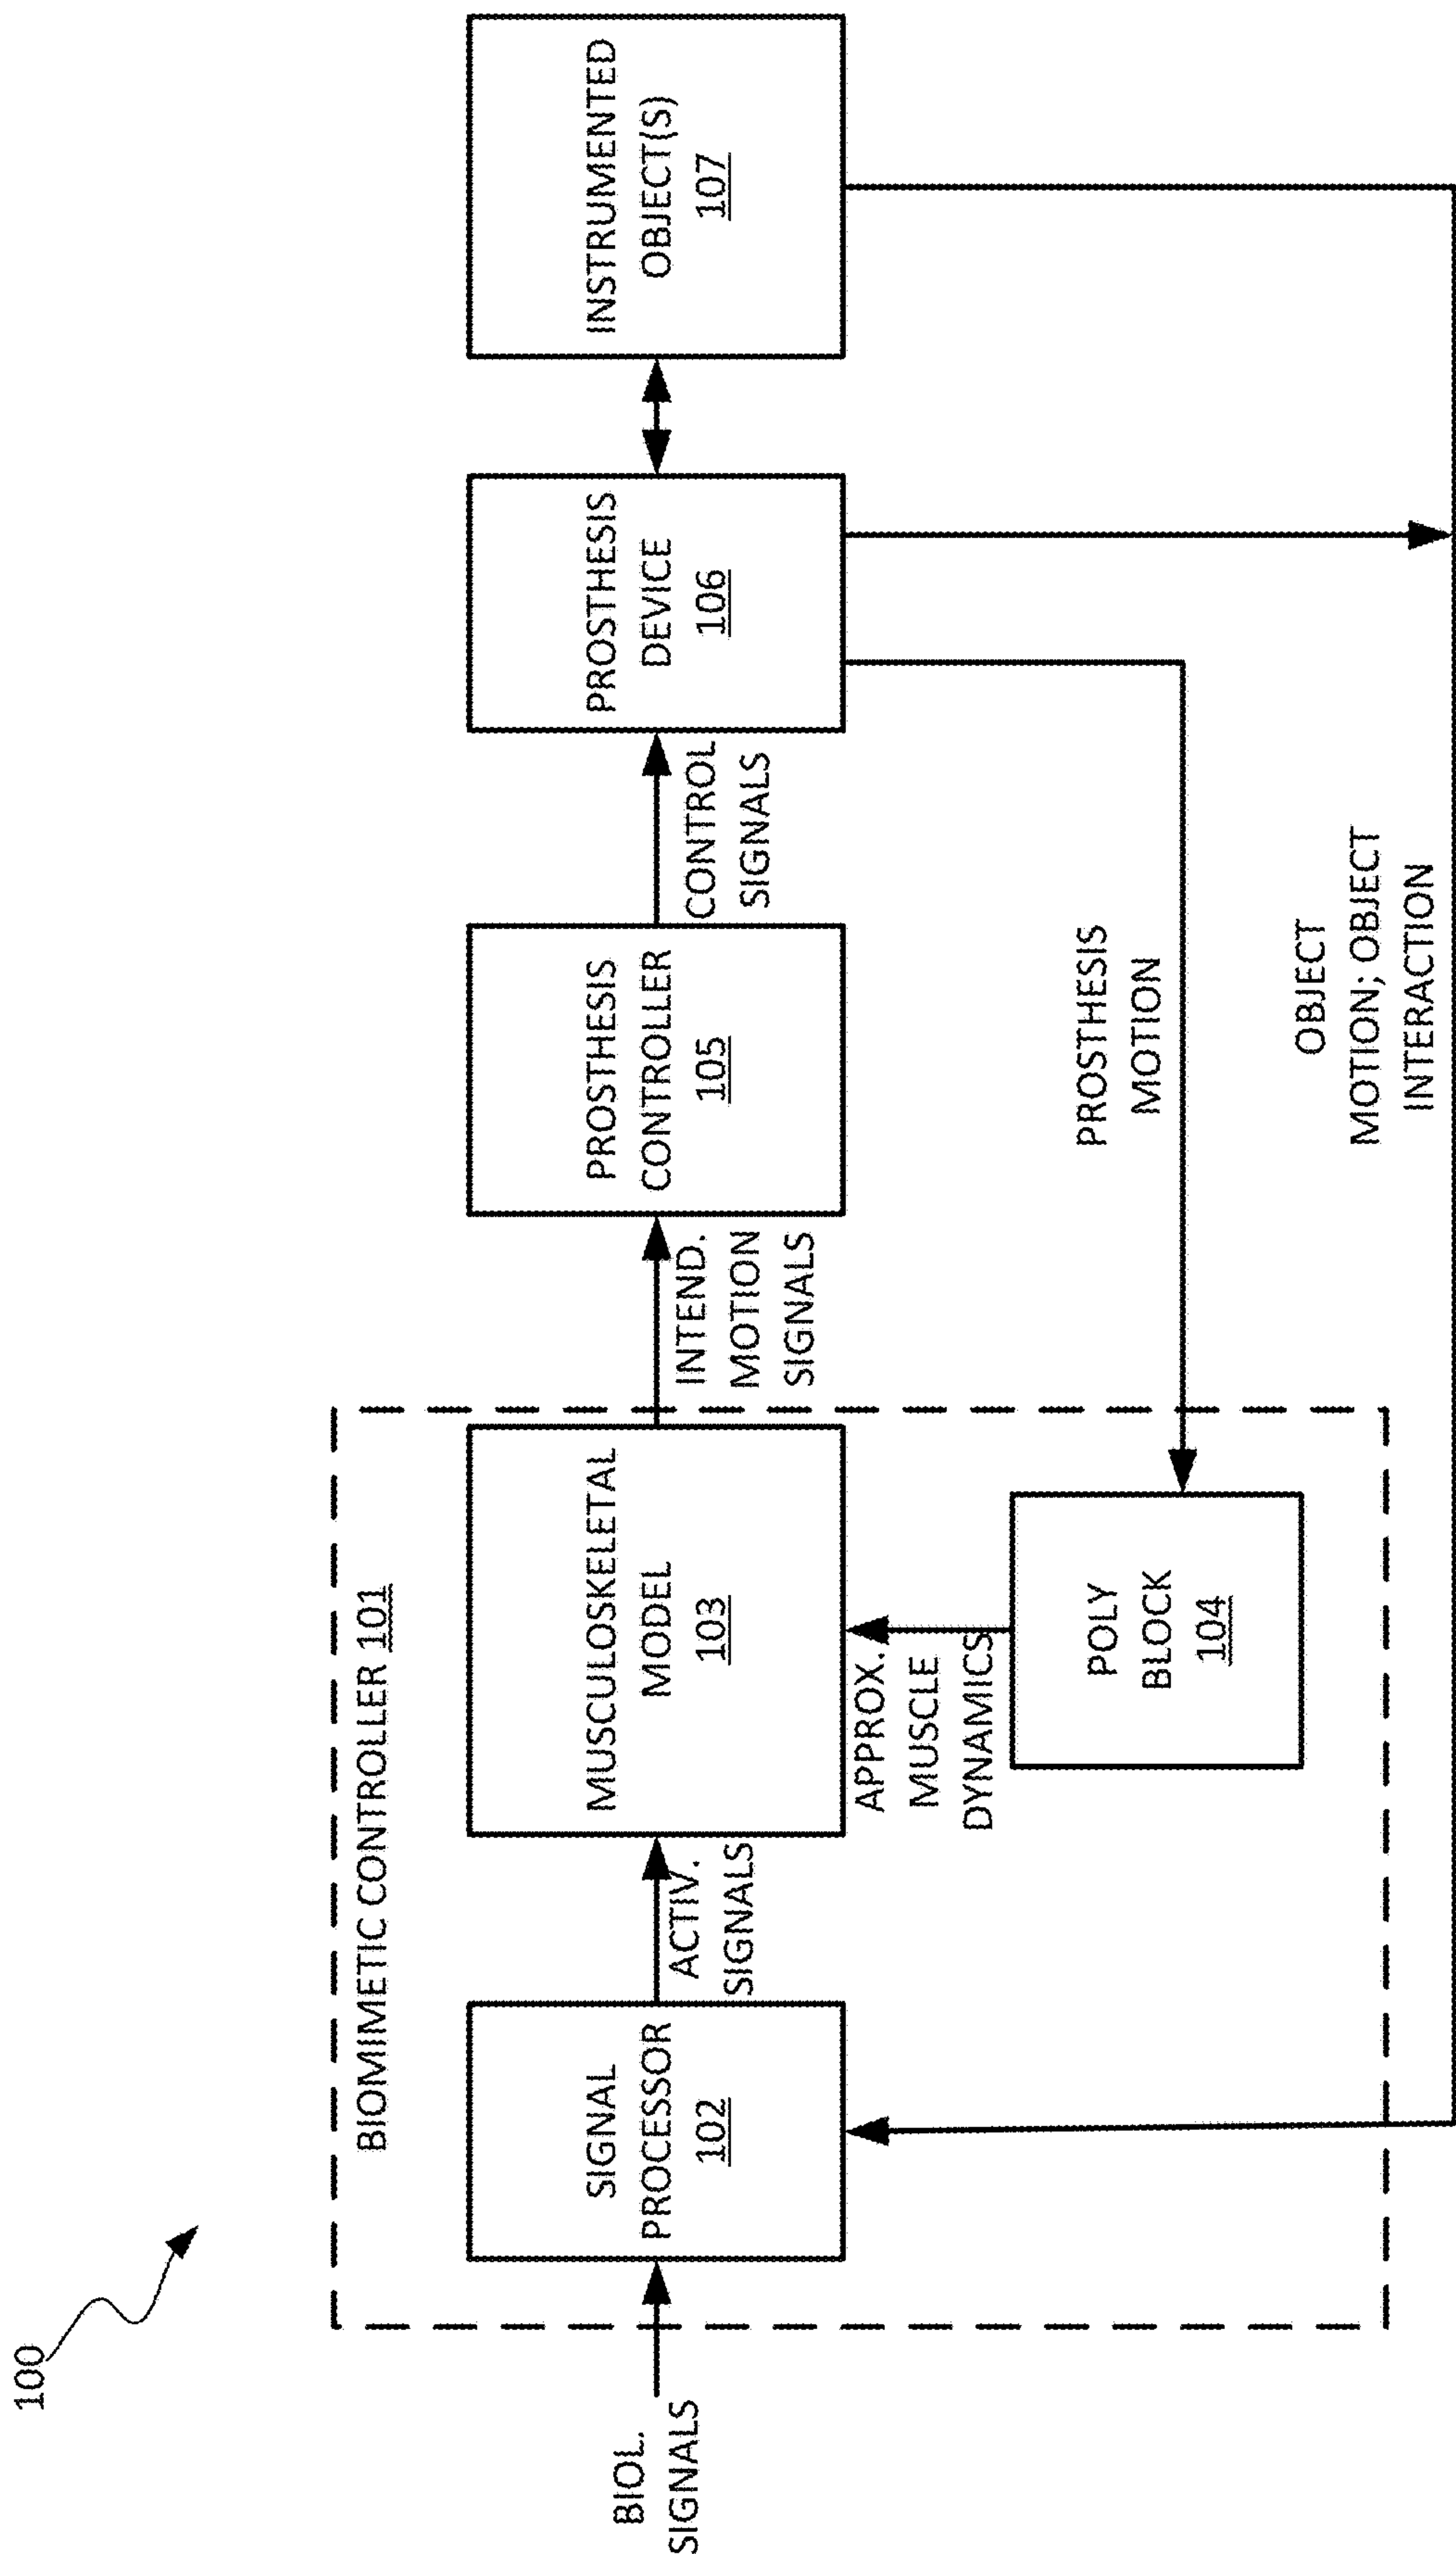 100
BIOMIMETIC CONTROLLER 101
BIOL.
SIGNALS
SIGNAL
PROCESSOR
102
ACTIV.
SIGNALS
MUSCULOSKELETAL
MODEL
103
APPROX.
MUSCLE
DYNAMICS
POLY
BLOCK
104
INTEND.
MOTION
SIGNALS
PROSTHESIS
CONTROLLER
105
CONTROL
SIGNALS
PROSTHESIS
DEVICE
106
INSTRUMENTED
OBJECT(S)
107
PROSTHESIS
MOTION
OBJECT
MOTION; OBJECT
INTERACTION